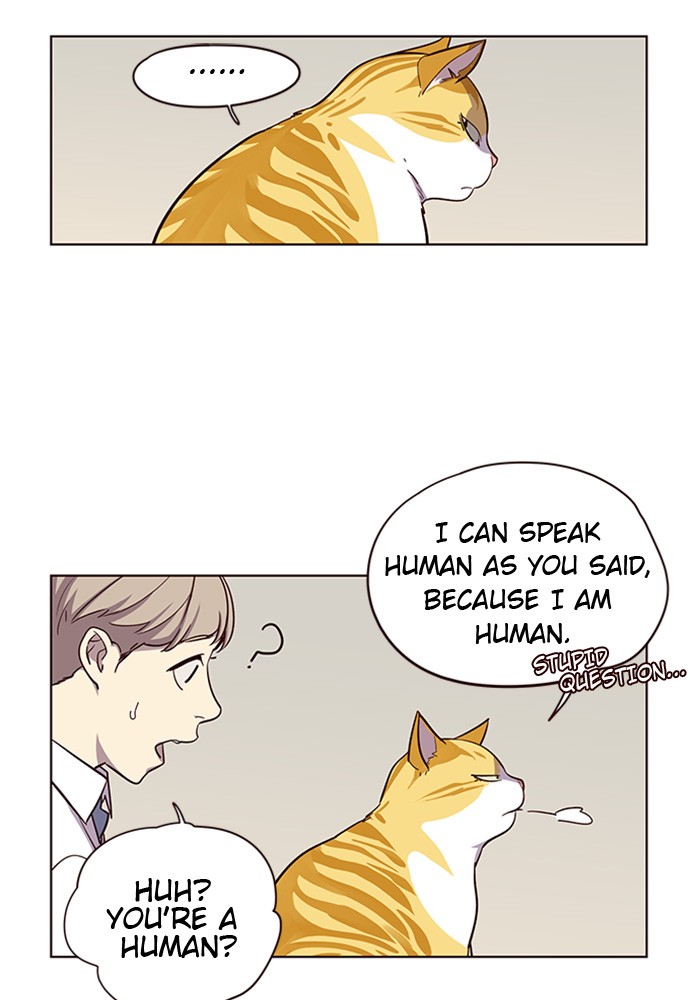 ......
I CAN SPEAK
HUMAN AS YOU SAID,
BECAUSE I AM
HUMAN.
STUPID
QUESTION...
?
HUH?
YOU'RE A
HUMAN?